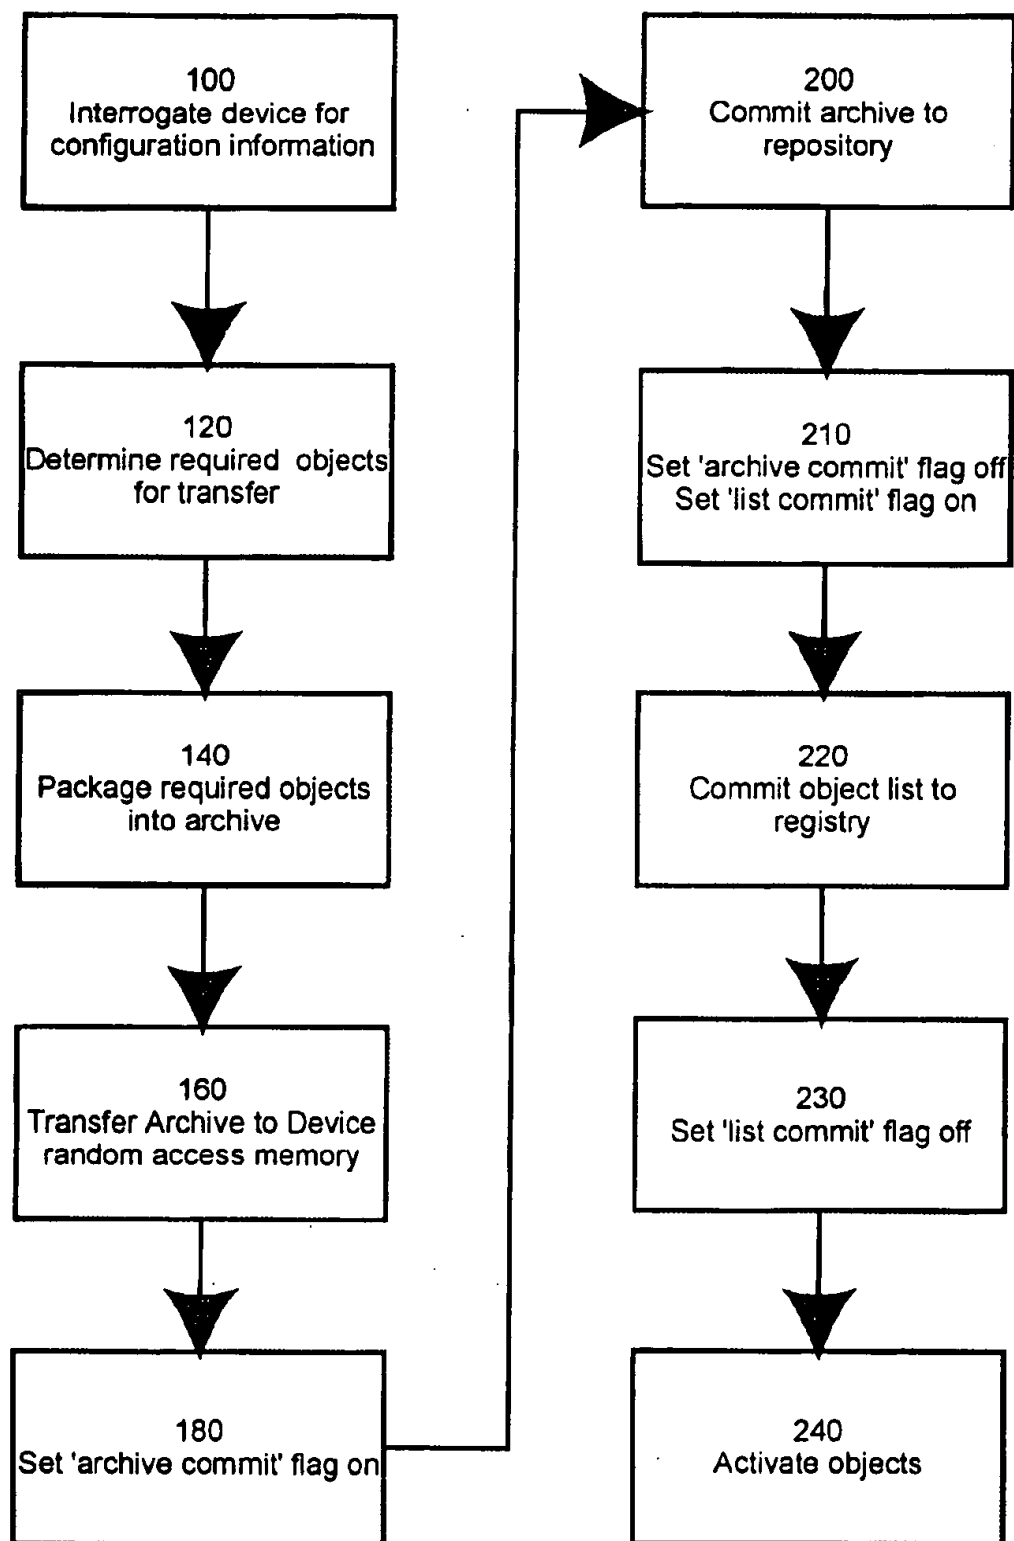 100
Interrogate device for
configuration information
120
Determine required objects
for transfer
140
Package required objects
into archive
160
Transfer Archive to Device
random access memory
180
Set 'archive commit' flag on
200
Commit archive to
repository
210
Set 'archive commit' flag off
Set 'list commit' flag on
220
Commit object list to
registry
230
Set 'list commit' flag off
240
Activate objects